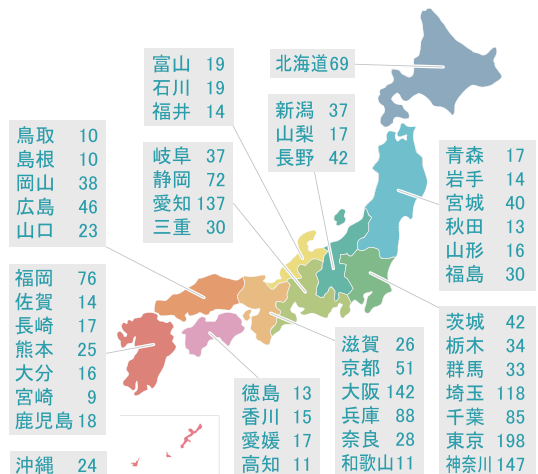 富山 19
石川 19
福井 14
北海道69
新潟 37
山梨 17
長野 42
鳥取 10
島根 10
岡山 38
広島 46
山口 23
岐阜 37
静岡 72
愛知 137
三重 30
青森 17
岩手 14
宮城 40
秋田 13
山形 16
福島 30
福岡 76
佐賀 14
長崎 17
熊本 25
大分 16
宮崎 9
鹿児島 18
沖縄 24
徳島 13
香川 15
愛媛 17
高知 11
滋賀 26
京都 51
大阪 142
兵庫 88
奈良 28
和歌山11
茨城 42
栃木 34
群馬 33
埼玉 118
千葉 85
東京 198
神奈川 147